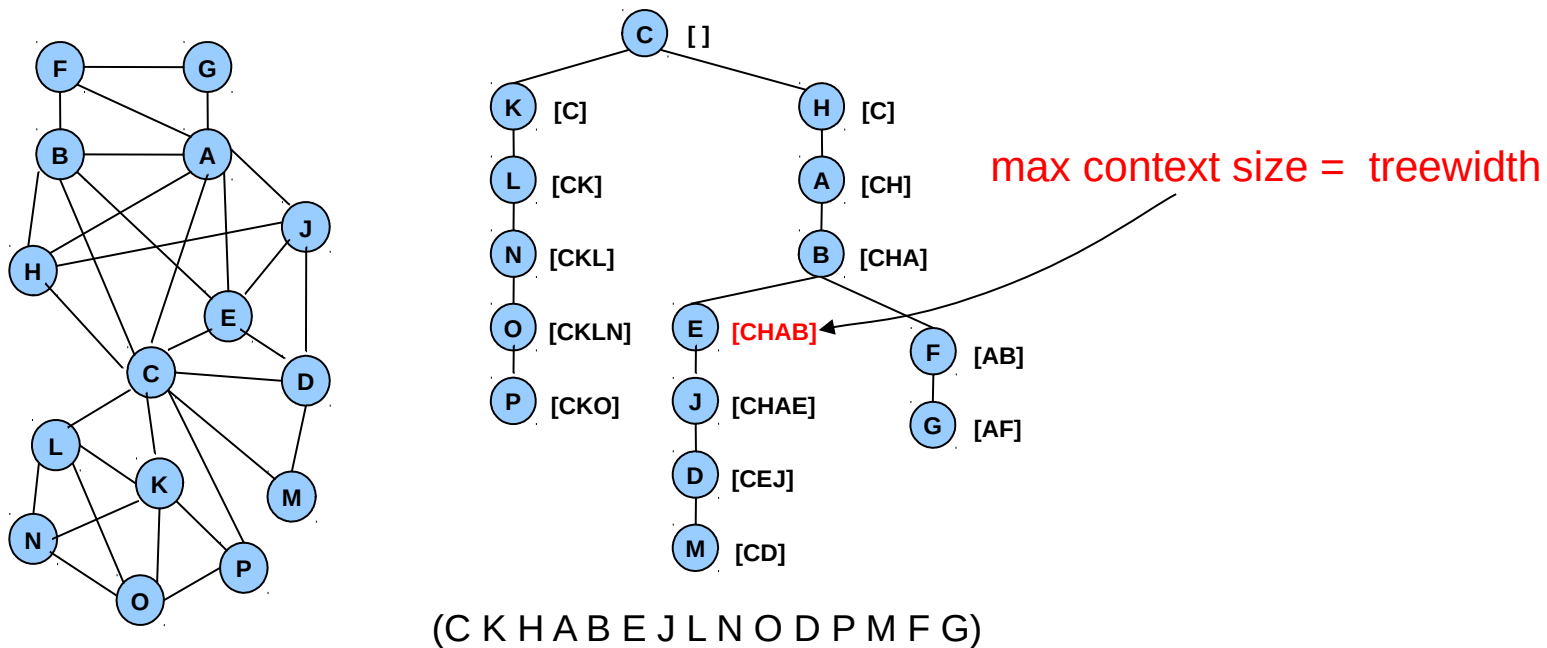 C [ ]
F G
K [C] H [C]
B A
max context size = treewidth
L [CK] A [CH]
J
N [CKL] B [CHA]
H
E
O [CKLN] E [CHAB]
F [AB]
C D
P [CKO] J [CHAE]
G [AF]
L
D [CEJ]
K M
N
M [CD]
P
O
(C K H A B E J L N O D P M F G)